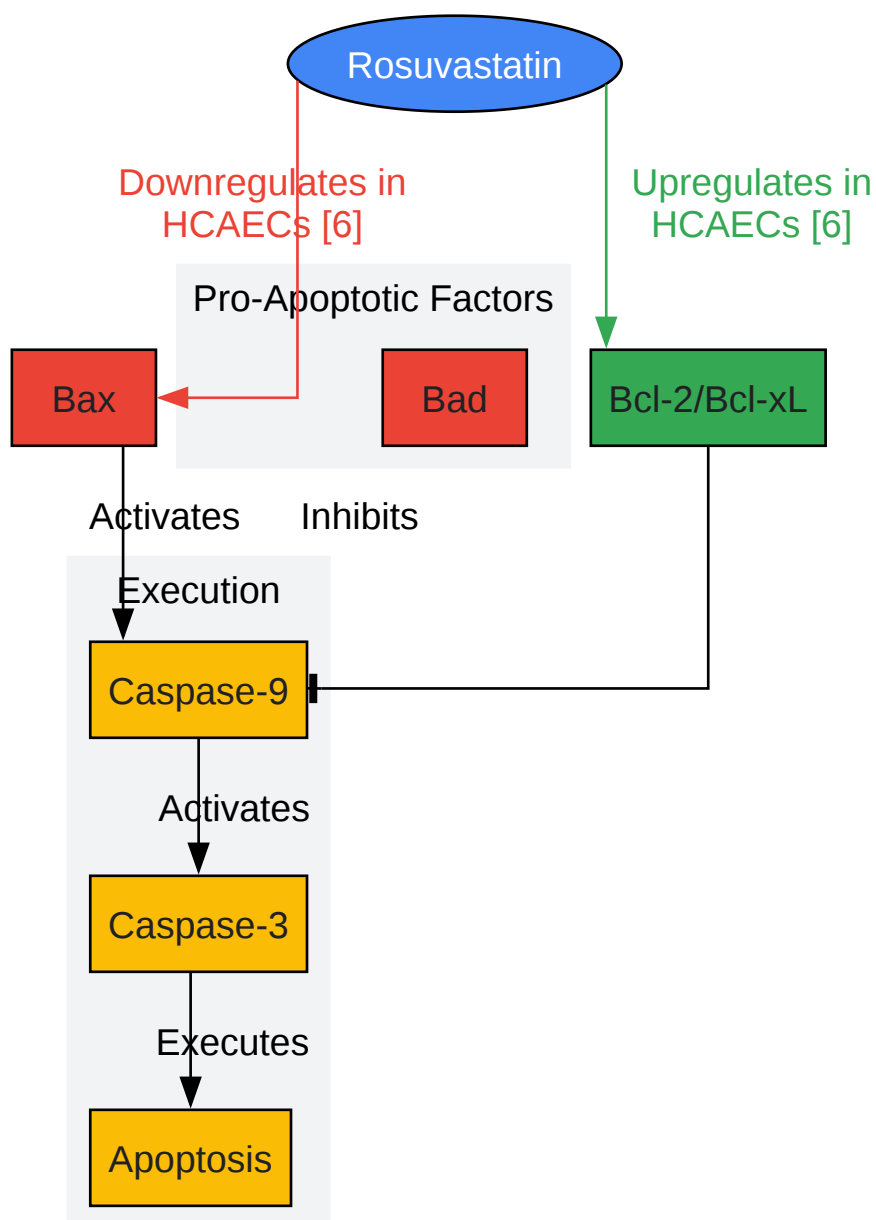 Rosuvastatin
Downregulates in
HCAECs [6]
Upregulates in
HCAECs [6]
Pro-Apoptotic Factors
Bax
Bad
Bcl-2/Bcl-xL
Activates
Inhibits
Execution
Caspase-9
Activates
Caspase-3
Executes
Apoptosis